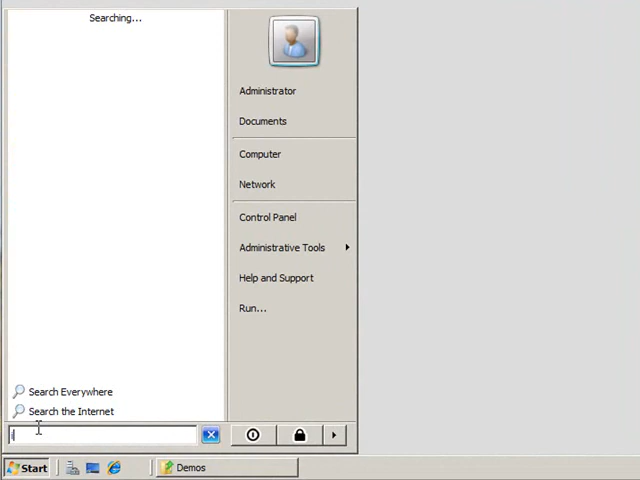 Searching...
Administrator
Documents
Computer
Network
Control Panel
Administrative Tools
Help and Support
Run...
Search Everywhere
Search the Internet
Start
Demos